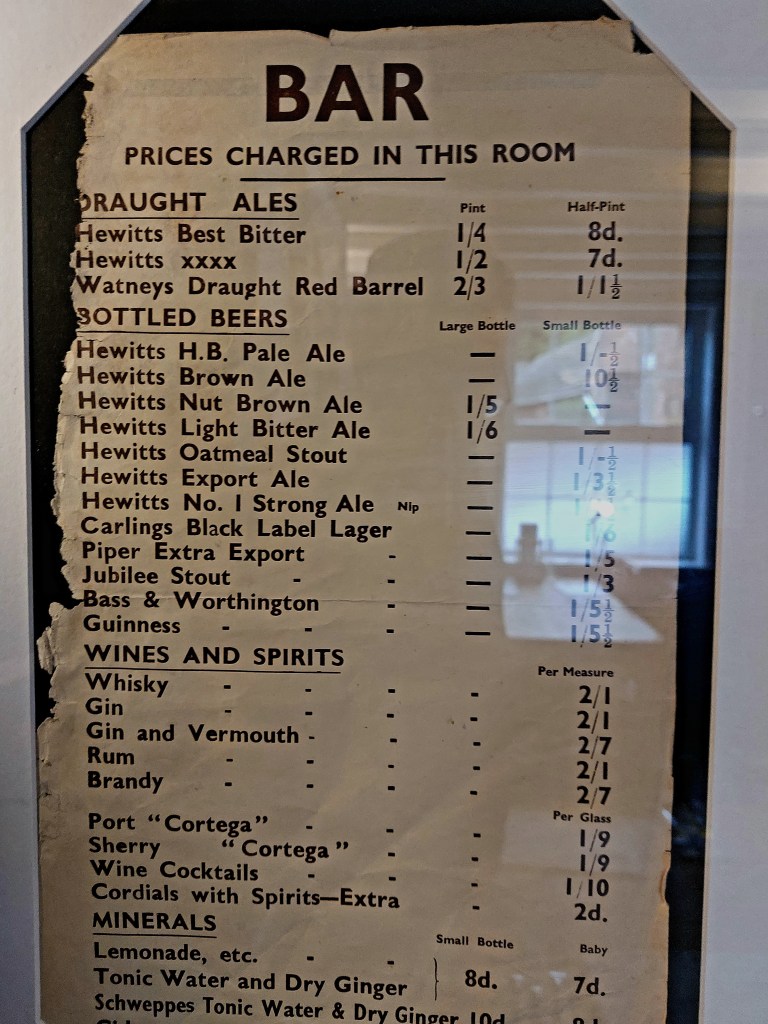 BAR
PRICES CHARGED IN THIS ROOM
DRAUGHT ALES Pint Half-Pint
Hewitts Best Bitter 1/4 8d.
Hewitts xxxx 1/2 7d.
Watneys Draught Red Barrel 2/3 1/1½
BOTTLED BEERS Large Bottle Small Bottle
Hewitts H.B. Pale Ale — 1/-½
Hewitts Brown Ale — 10½
Hewitts Nut Brown Ale 1/5 —
Hewitts Light Bitter Ale 1/6 —
Hewitts Oatmeal Stout — 1/-½
Hewitts Export Ale — 1/3½
Hewitts No. 1 Strong Ale Nip —
Carlings Black Label Lager — 1/6
Piper Extra Export - — 1/5
Jubilee Stout - - — 1/3
Bass & Worthington - — 1/5½
Guinness - - - — 1/5½
WINES AND SPIRITS Per Measure
Whisky - - - - 2/1
Gin - - - - 2/1
Gin and Vermouth - - - 2/7
Rum - - - - 2/1
Brandy - - - - 2/7
Per Glass
Port "Cortega" - - - 1/9
Sherry "Cortega" - - 1/9
Wine Cocktails - - - 1/10
Cordials with Spirits—Extra - 2d.
MINERALS Small Bottle Baby
Lemonade, etc. - -
Tonic Water and Dry Ginger } 8d. 7d.
Schweppes Tonic Water & Dry Ginger 10d